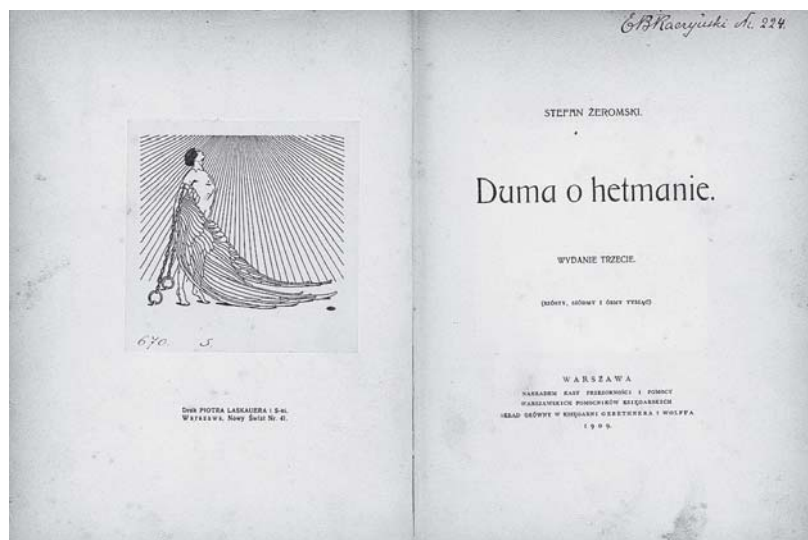 670. S.
Druk PIOTRA LASKAUERA i S-ki.
Warszawa, Nowy Świat Nr. 41.
EBRaczyński Nr. 224.
STEFAN ŻEROMSKI.
Duma o hetmanie.
WYDANIE TRZECIE.
(SZÓSTY, SIÓDMY I ÓSMY TYSIĄC)
WARSZAWA
NAKŁADEM KASY PRZEZORNOŚCI I POMOCY
WARSZAWSKICH POMOCNIKÓW KSIĘGARSKICH
SKŁAD GŁÓWNY W KSIĘGARNI GEBETHNERA I WOLFFA
1909.